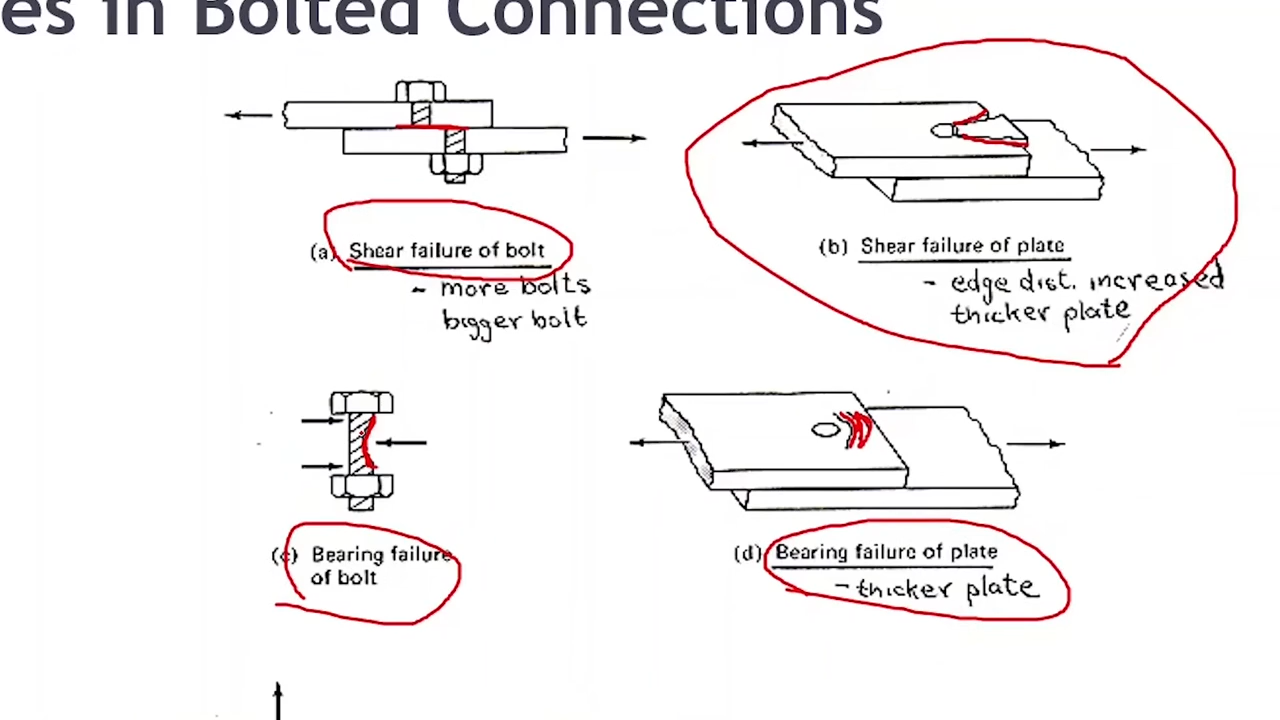 es in Bolted Connections
(a) Shear failure of bolt
- more bolts
bigger bolt
(b) Shear failure of plate
- edge dist. increased
thicker plate
(c) Bearing failure
of bolt
(d) Bearing failure of plate
- thicker plate